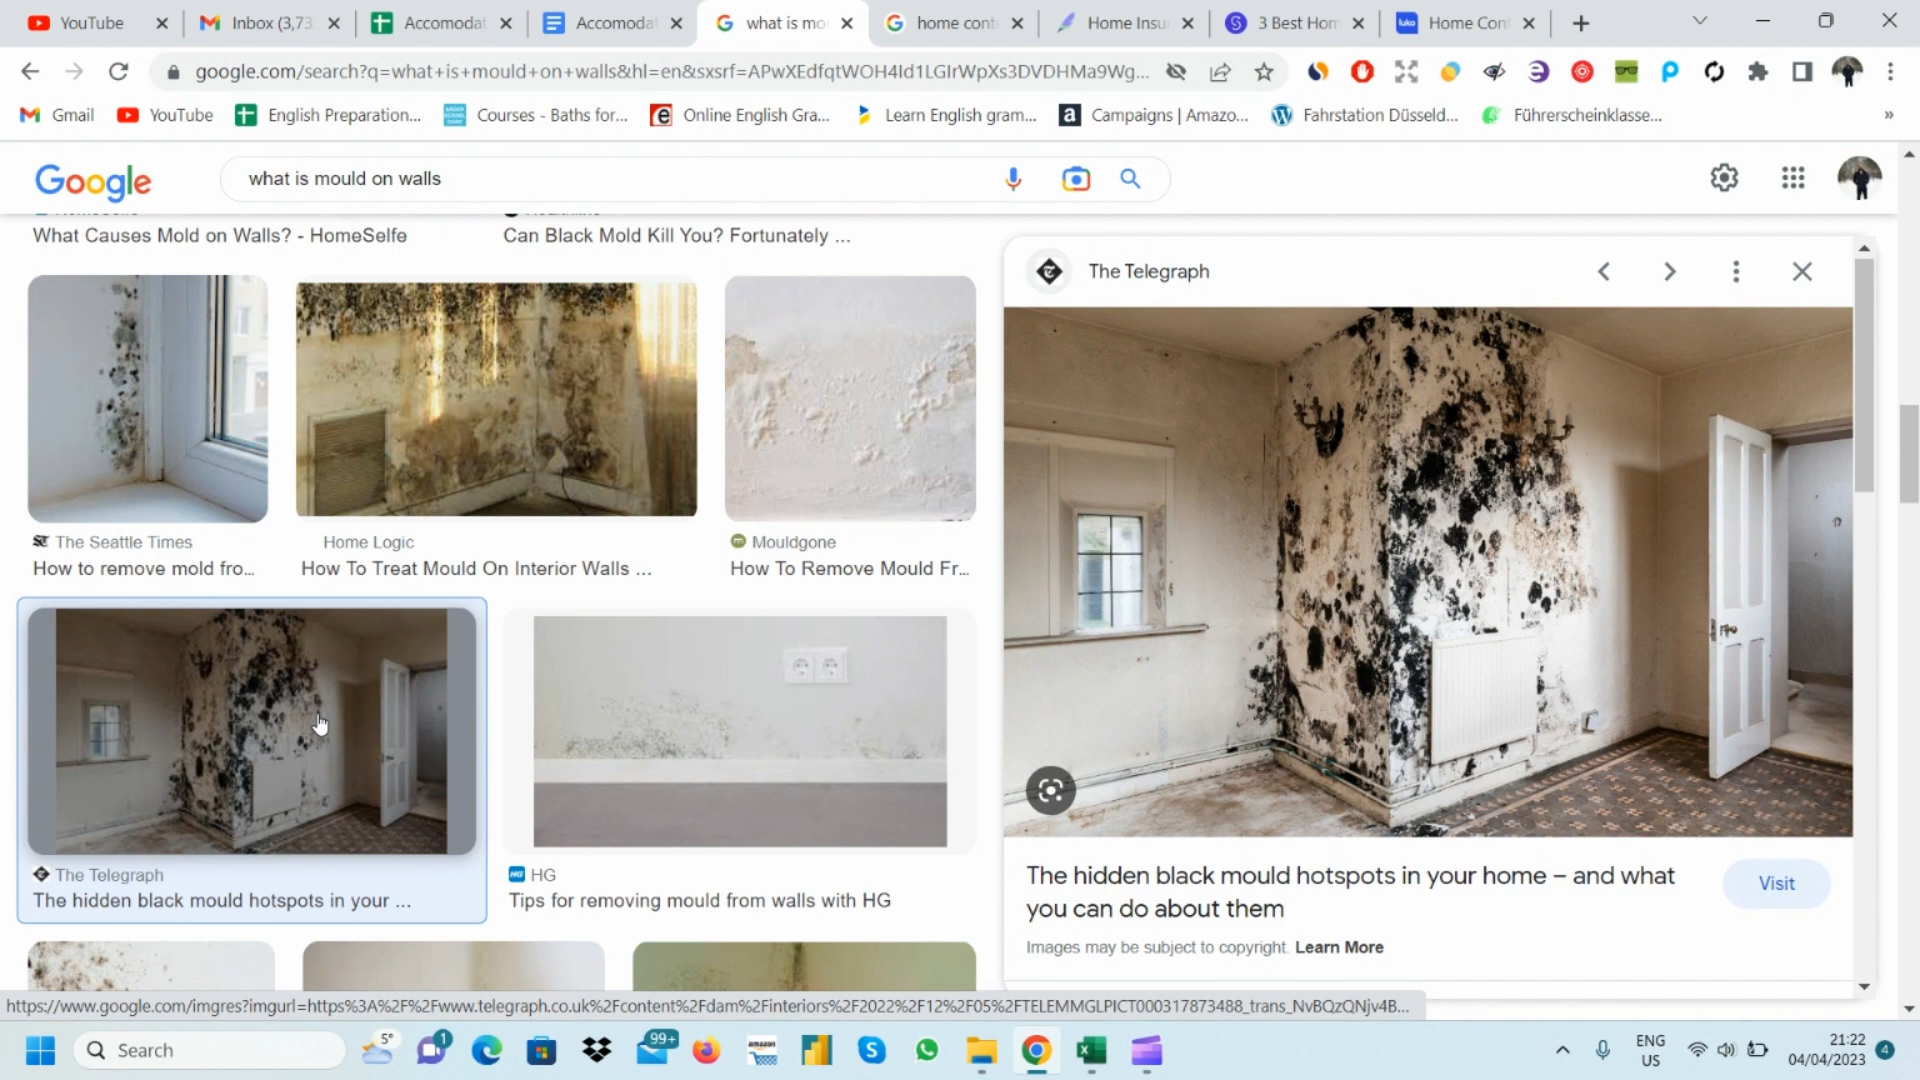 YouTube
Inbox (3,73
Accomodat
Accomodat
what is mo
home cont
Home Insu
3 Best Hom
luko
Home Con
google.com/search?q=what+is+mould+on+walls&hl=en&sxsrf=APwXEdfqtWOH4Id1LGIrWpXs3DVDHMa9Wg...
Gmail
YouTube
English Preparation...
Courses - Baths for...
Online English Gra...
Learn English gram...
Campaigns | Amazo...
Fahrstation Düsseld...
Führerscheinklasse...
Google
what is mould on walls
What Causes Mold on Walls? - HomeSelfe
Can Black Mold Kill You? Fortunately ...
The Telegraph
The Seattle Times
How to remove mold fro...
Home Logic
How To Treat Mould On Interior Walls ...
Mouldgone
How To Remove Mould Fr...
The Telegraph
The hidden black mould hotspots in your ...
HG
Tips for removing mould from walls with HG
The hidden black mould hotspots in your home – and what
you can do about them
Visit
Images may be subject to copyright. Learn More
https://www.google.com/imgres?imgurl=https%3A%2F%2Fwww.telegraph.co.uk%2Fcontent%2Fdam%2Finteriors%2F2022%2F12%2F05%2FTELEMMGLPICT000317873488_trans_NvBQzQNjv4B...
Search
5°
1
99+
amazon
ENG
US
21:22
04/04/2023
4